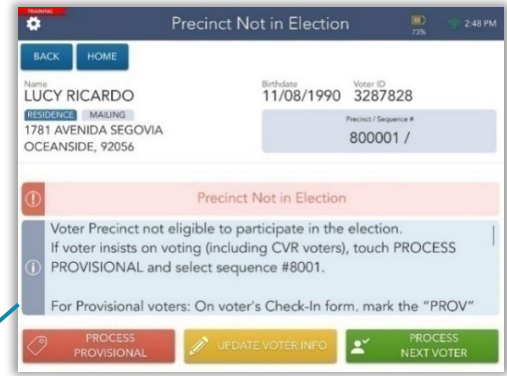 TRAINING
Precinct Not in Election
73%
2:48 PM
BACK HOME
Name
LUCY RICARDO
Birthdate
11/08/1990
Voter ID
3287828
RESIDENCE MAILING
1781 AVENIDA SEGOVIA
OCEANSIDE, 92056
Precinct / Sequence #
800001 /
Precinct Not in Election
Voter Precinct not eligible to participate in the election.
If voter insists on voting (including CVR voters), touch PROCESS
PROVISIONAL and select sequence #8001.
For Provisional voters: On voter's Check-In form, mark the "PROV"
PROCESS
PROVISIONAL
UPDATE VOTER INFO
PROCESS
NEXT VOTER